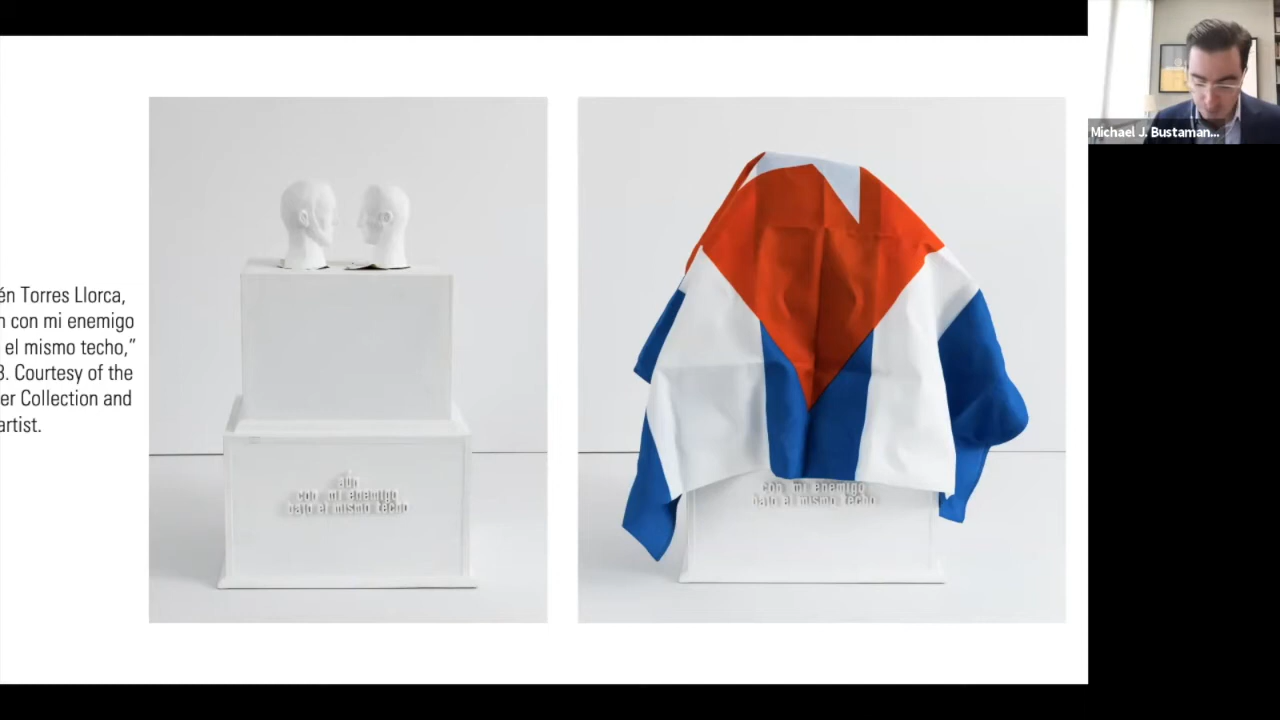 én Torres Llorca,
n con mi enemigo
el mismo techo,”
3. Courtesy of the
er Collection and
artist.
aún
con mi enemigo
bajo el mismo techo
con mi enemigo
bajo el mismo techo
Michael J. Bustaman...